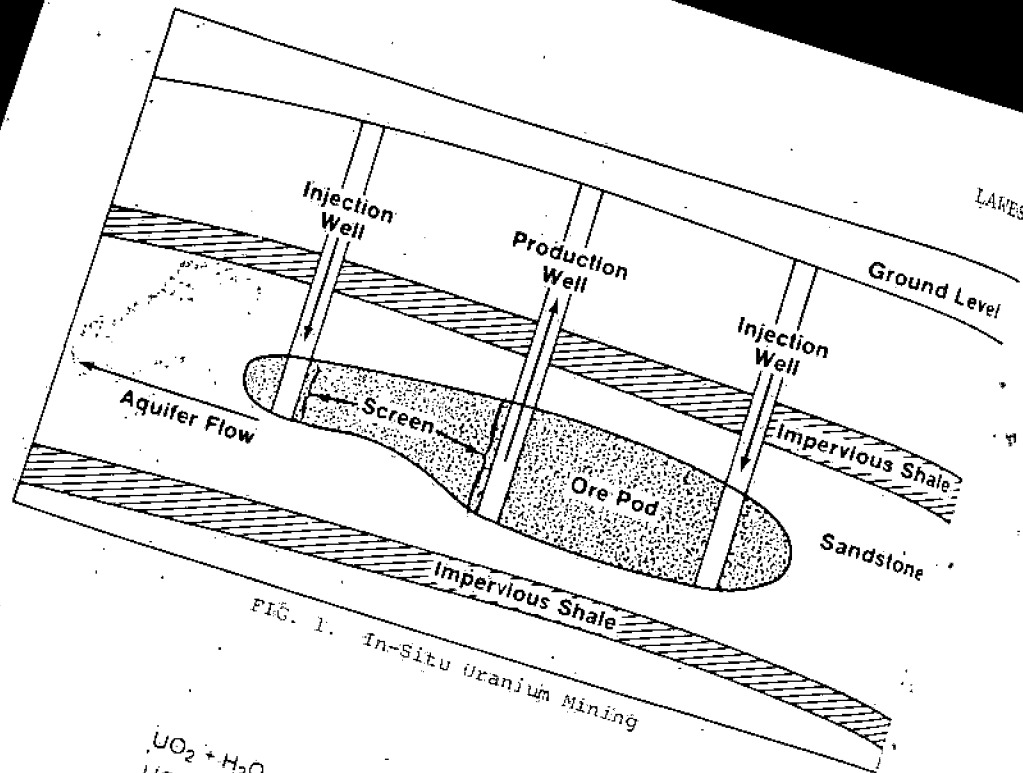 Injection
Well
Production
Well
Ground Level
Injection
Well
Aquifer Flow
Screen
Impervious Shale
Ore Pod
Sandstone
Impervious Shale
FIG. 1. In-Situ Uranium Mining
UO₂ + H₂O